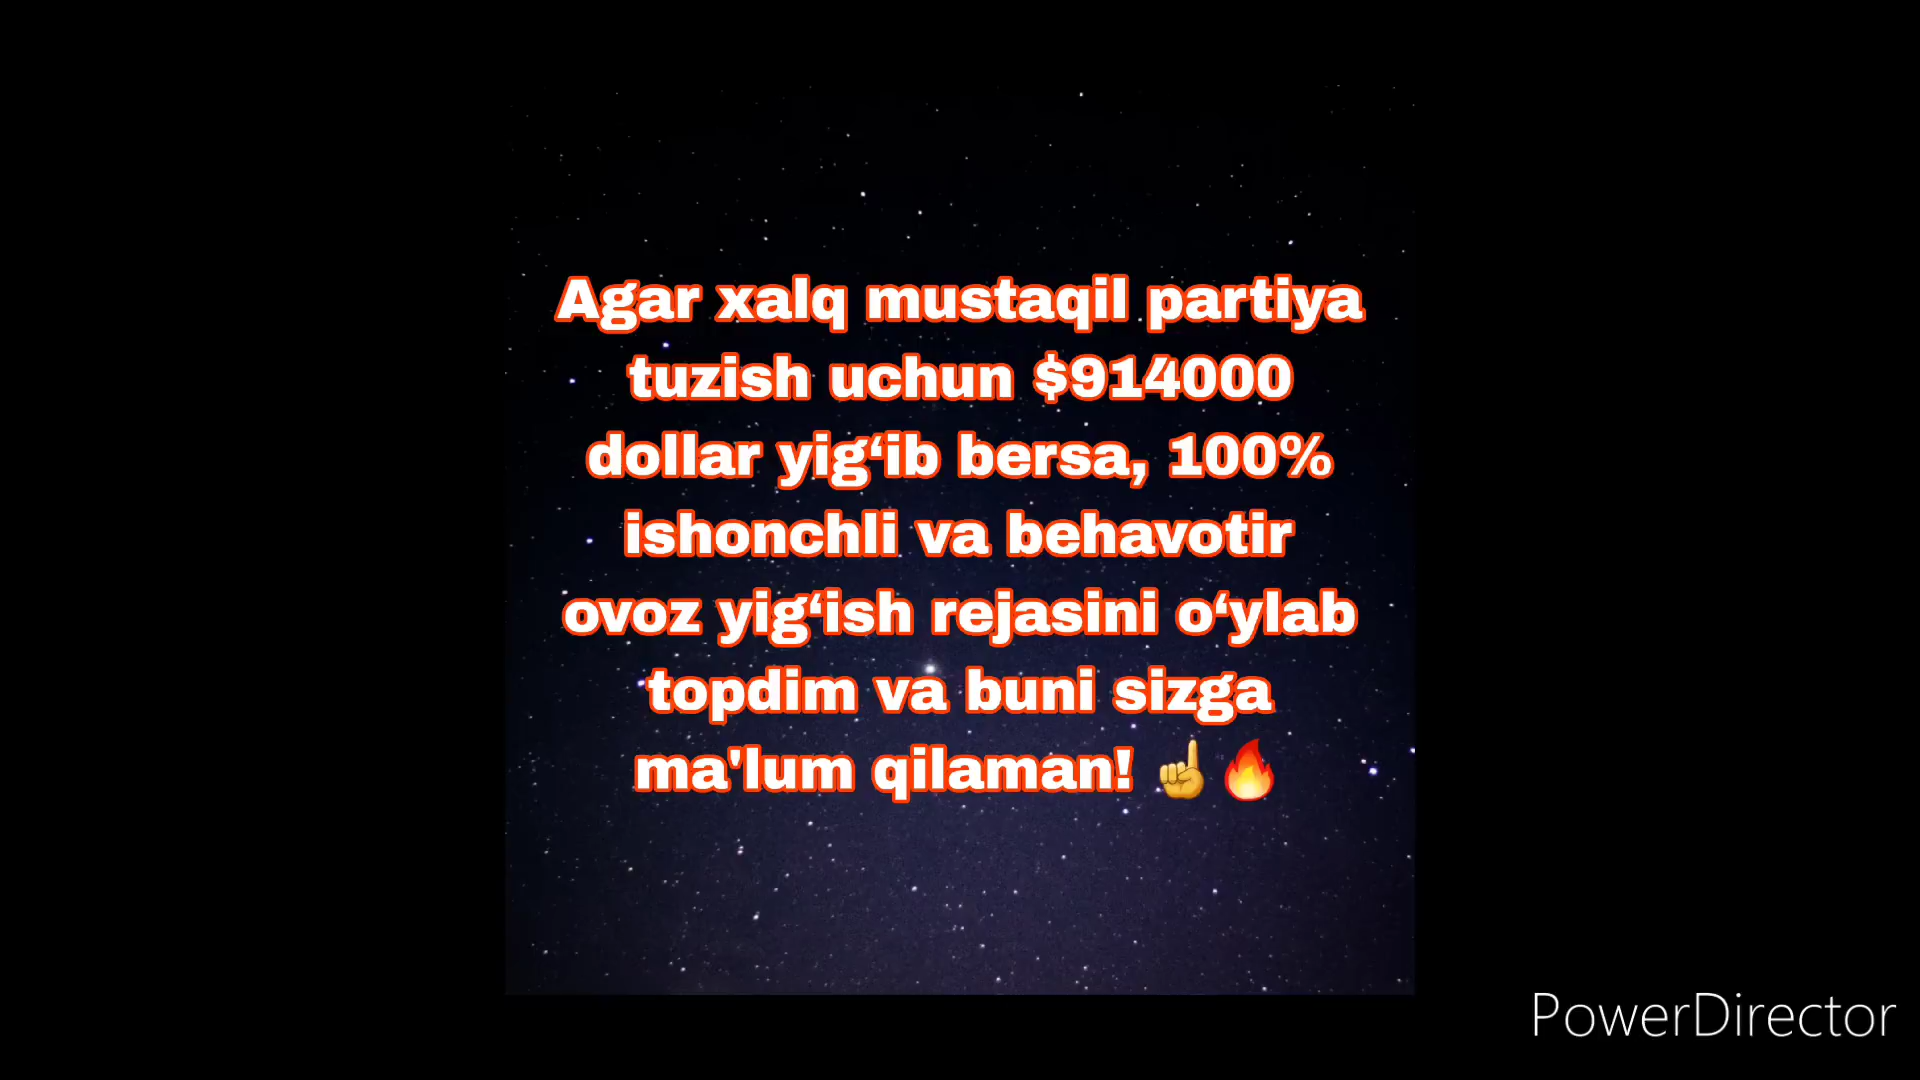 Agar xalq mustaqil partiya
tuzish uchun $914000
dollar yig‘ib bersa, 100%
ishonchli va behavotir
ovoz yig‘ish rejasini o‘ylab
topdim va buni sizga
ma'lum qilaman! ☝🔥
PowerDirector